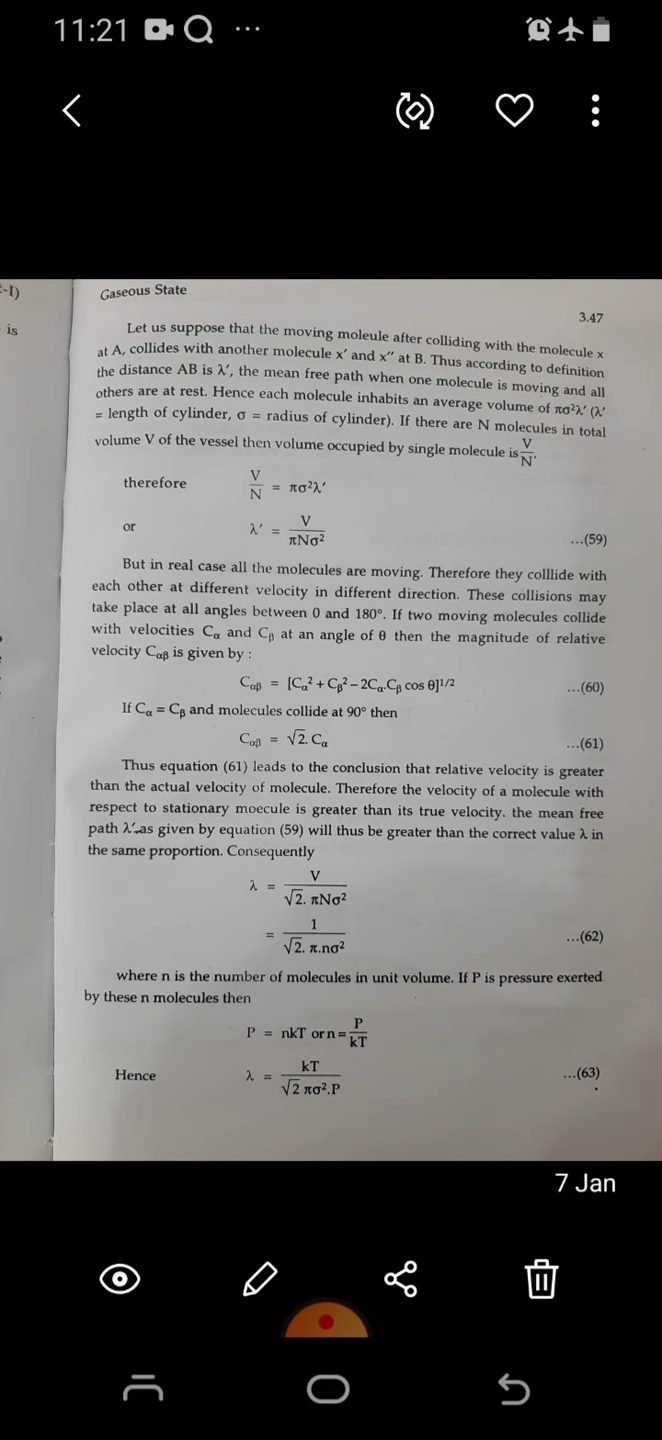 11:21
-I)
is
Gaseous State
3.47
Let us suppose that the moving moleule after colliding with the molecule x
at A, collides with another molecule x′ and x″ at B. Thus according to definition
the distance AB is λ′, the mean free path when one molecule is moving and all
others are at rest. Hence each molecule inhabits an average volume of πσ²λ′ (λ′
= length of cylinder, σ = radius of cylinder). If there are N molecules in total
volume V of the vessel then volume occupied by single molecule is V/N.
therefore V/N = πσ²λ′
or λ′ = V/πNσ² ...(59)
But in real case all the molecules are moving. Therefore they colllide with
each other at different velocity in different direction. These collisions may
take place at all angles between 0 and 180°. If two moving molecules collide
with velocities Cα and Cβ at an angle of θ then the magnitude of relative
velocity Cαβ is given by :
Cαβ = [Cα² + Cβ² – 2Cα.Cβ cos θ]1/2 ...(60)
If Cα = Cβ and molecules collide at 90° then
Cαβ = √2. Cα ...(61)
Thus equation (61) leads to the conclusion that relative velocity is greater
than the actual velocity of molecule. Therefore the velocity of a molecule with
respect to stationary moecule is greater than its true velocity. the mean free
path λ′ as given by equation (59) will thus be greater than the correct value λ in
the same proportion. Consequently
λ = V/√2. πNσ²
= 1/√2. π.nσ² ...(62)
where n is the number of molecules in unit volume. If P is pressure exerted
by these n molecules then
P = nkT or n = P/kT
Hence λ = kT/√2 πσ².P ...(63)
7 Jan